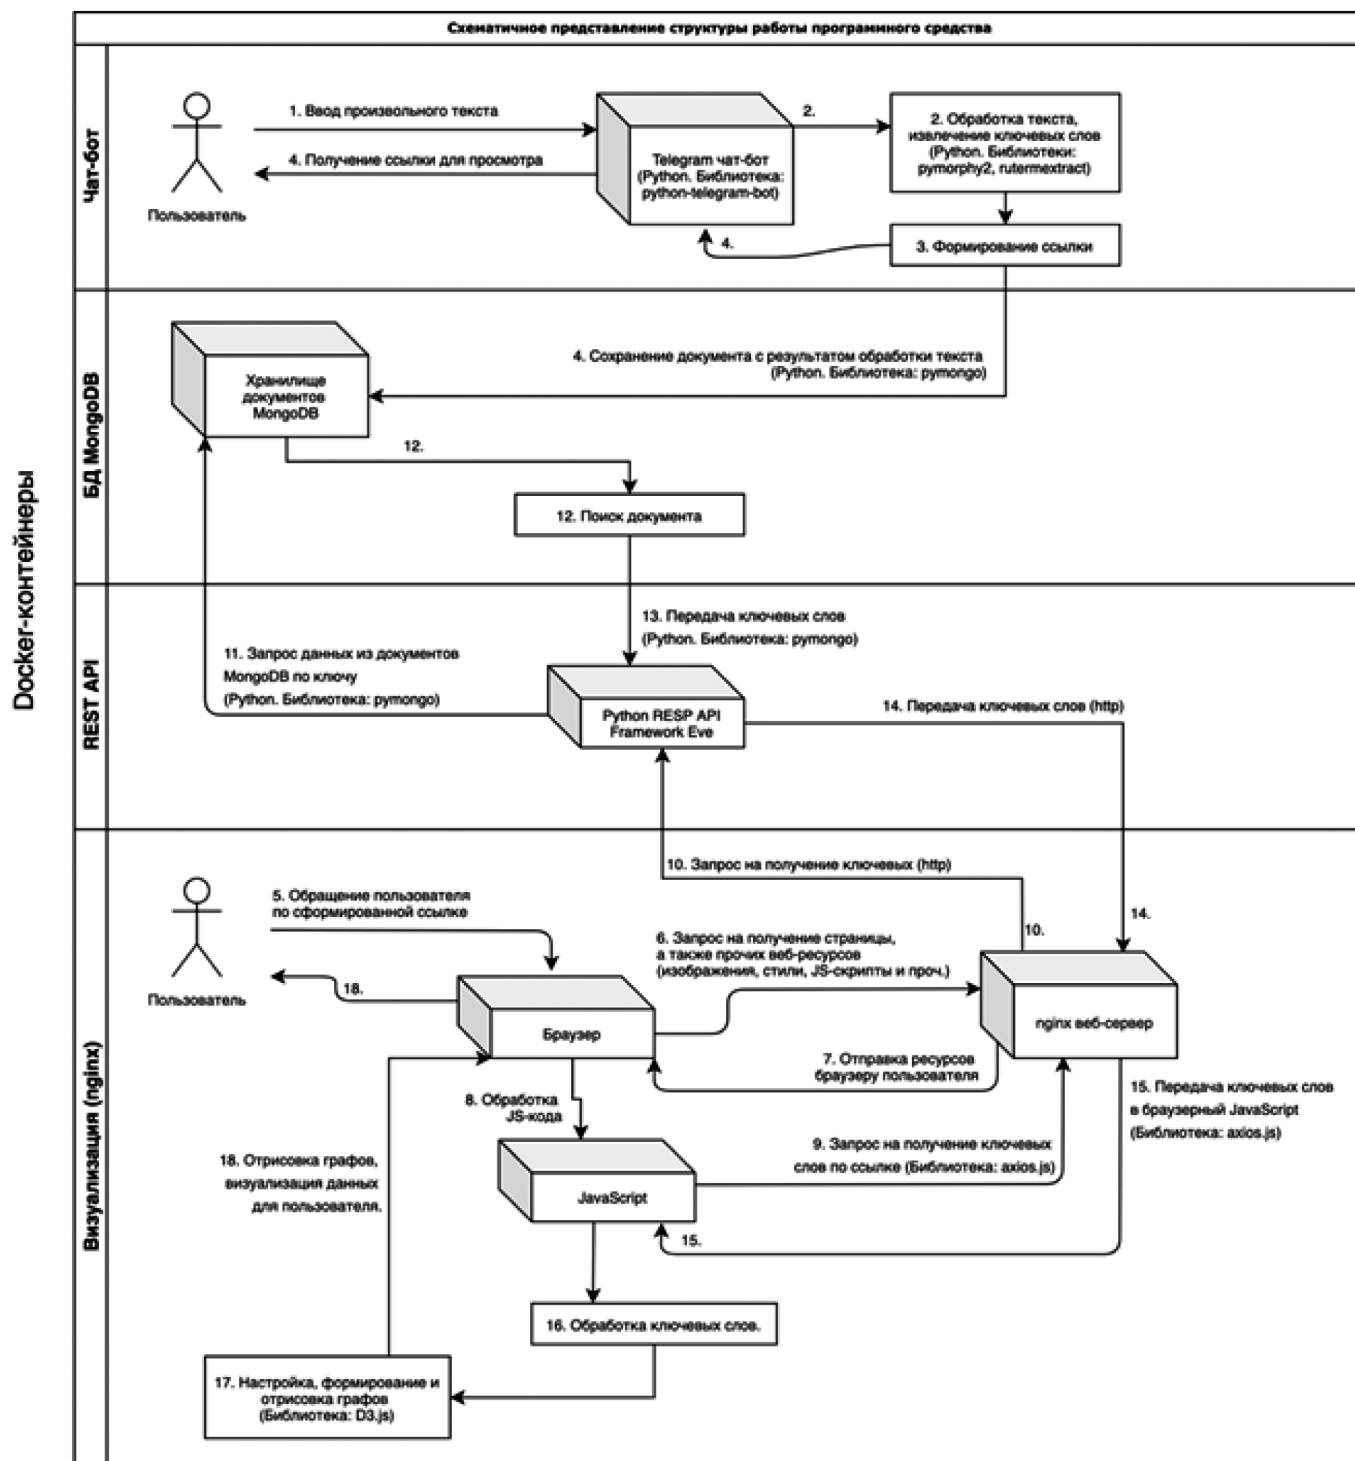 Схематичное представление структуры работы программного средства
Docker-контейнеры
Чат-бот
1. Ввод произвольного текста
4. Получение ссылки для просмотра
Пользователь
Telegram чат-бот
(Python. Библиотека:
python-telegram-bot)
2.
2. Обработка текста,
извлечение ключевых слов
(Python. Библиотеки:
pymorphy2, rutermextract)
4.
3. Формирование ссылки
БД MongoDB
Хранилище
документов
MongoDB
4. Сохранение документа с результатом обработки текста
(Python. Библиотека: pymongo)
12.
12. Поиск документа
REST API
13. Передача ключевых слов
(Python. Библиотека: pymongo)
11. Запрос данных из документов
MongoDB по ключу
(Python. Библиотека: pymongo)
Python RESP API
Framework Eve
14. Передача ключевых слов (http)
Визуализация (nginx)
10. Запрос на получение ключевых (http)
5. Обращение пользователя
по сформированной ссылке
Пользователь
18.
6. Запрос на получение страницы,
а также прочих веб-ресурсов
(изображения, стили, JS-скрипты и проч.)
10.
14.
Браузер
nginx веб-сервер
7. Отправка ресурсов
браузеру пользователя
8. Обработка
JS-кода
15. Передача ключевых слов
в браузерный JavaScript
(Библиотека: axios.js)
9. Запрос на получение ключевых
слов по ссылке (Библиотека: axios.js)
18. Отрисовка графов,
визуализация данных
для пользователя.
JavaScript
15.
16. Обработка ключевых слов.
17. Настройка, формирование и
отрисовка графов
(Библиотека: D3.js)